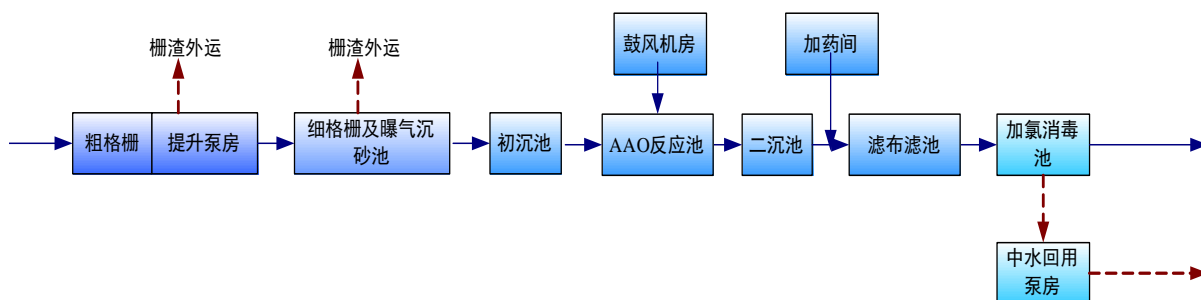 栅渣外运
栅渣外运
鼓风机房
加药间
粗格栅
提升泵房
细格栅及曝气沉
砂池
初沉池
AAO反应池
二沉池
滤布滤池
加氯消毒
池
中水回用
泵房